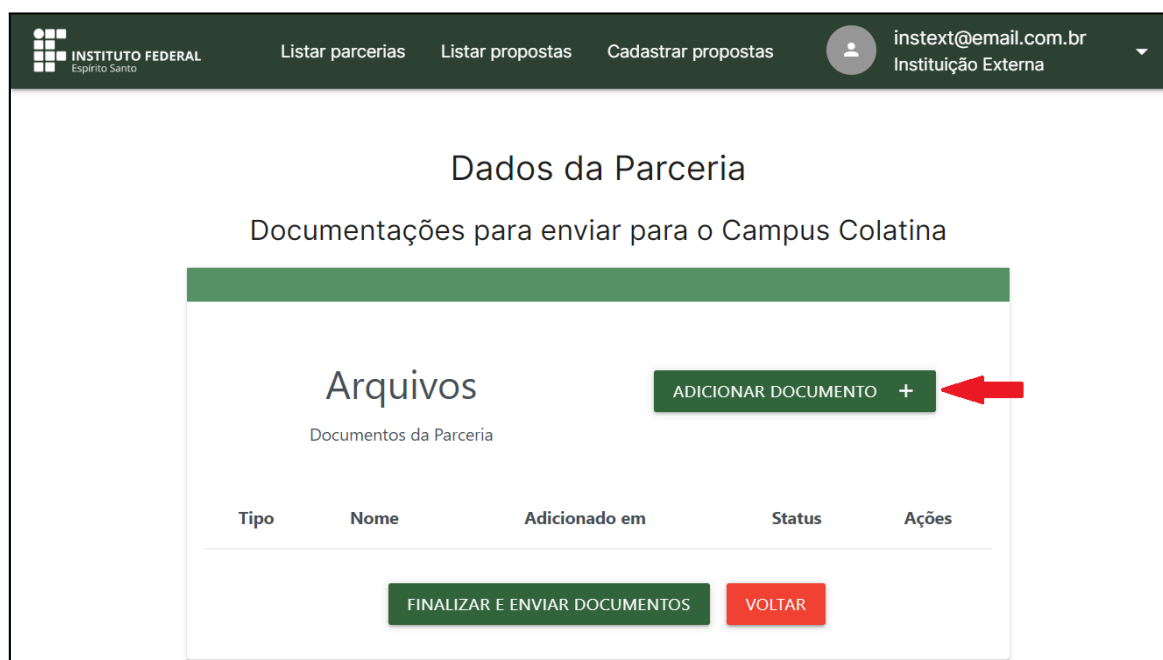 INSTITUTO FEDERAL
Espírito Santo
Listar parcerias
Listar propostas
Cadastrar propostas
instext@email.com.br
Instituição Externa
Dados da Parceria
Documentações para enviar para o Campus Colatina
Arquivos
ADICIONAR DOCUMENTO +
Documentos da Parceria
Tipo Nome Adicionado em Status Ações
FINALIZAR E ENVIAR DOCUMENTOS
VOLTAR